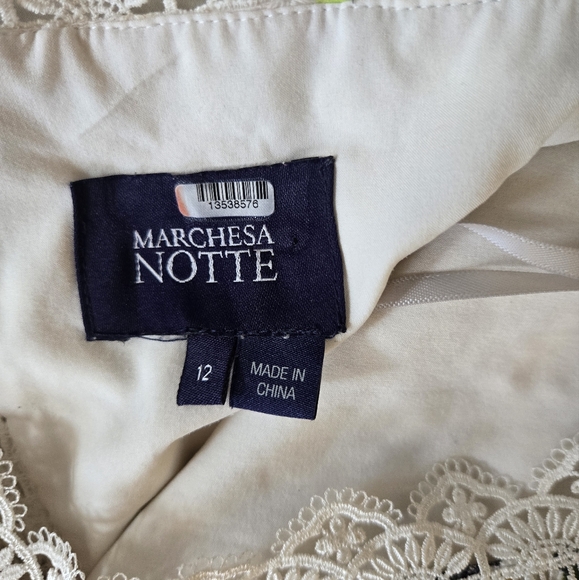 13538576
MARCHESA
NOTTE
12
MADE IN
CHINA